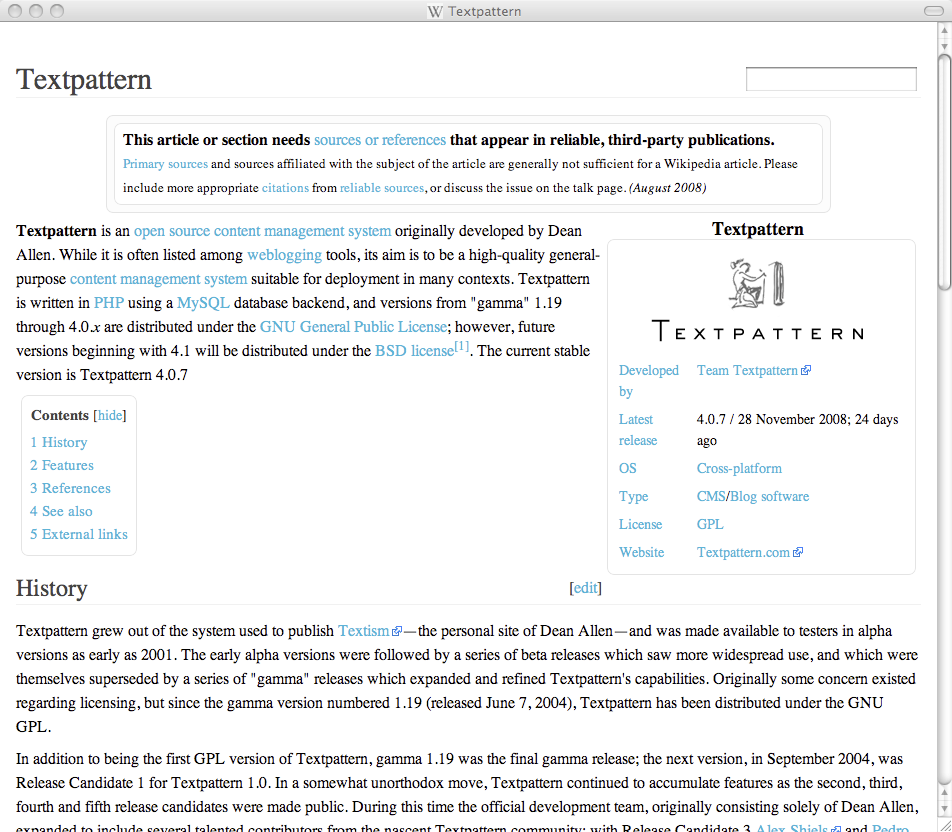 W Textpattern
Textpattern
This article or section needs sources or references that appear in reliable, third-party publications.
Primary sources and sources affiliated with the subject of the article are generally not sufficient for a Wikipedia article. Please
include more appropriate citations from reliable sources, or discuss the issue on the talk page. (August 2008)
Textpattern is an open source content management system originally developed by Dean
Allen. While it is often listed among weblogging tools, its aim is to be a high-quality general-
purpose content management system suitable for deployment in many contexts. Textpattern
is written in PHP using a MySQL database backend, and versions from "gamma" 1.19
through 4.0.x are distributed under the GNU General Public License; however, future
versions beginning with 4.1 will be distributed under the BSD license[1]. The current stable
version is Textpattern 4.0.7
Textpattern
TEXTPATTERN
Developed by Team Textpattern
Latest release 4.0.7 / 28 November 2008; 24 days ago
OS Cross-platform
Type CMS/Blog software
License GPL
Website Textpattern.com
Contents [hide]
1 History
2 Features
3 References
4 See also
5 External links
History [edit]
Textpattern grew out of the system used to publish Textism—the personal site of Dean Allen—and was made available to testers in alpha
versions as early as 2001. The early alpha versions were followed by a series of beta releases which saw more widespread use, and which were
themselves superseded by a series of "gamma" releases which expanded and refined Textpattern's capabilities. Originally some concern existed
regarding licensing, but since the gamma version numbered 1.19 (released June 7, 2004), Textpattern has been distributed under the GNU
GPL.
In addition to being the first GPL version of Textpattern, gamma 1.19 was the final gamma release; the next version, in September 2004, was
Release Candidate 1 for Textpattern 1.0. In a somewhat unorthodox move, Textpattern continued to accumulate features as the second, third,
fourth and fifth release candidates were made public. During this time the official development team, originally consisting solely of Dean Allen,
expanded to include several talented contributors from the nascent Textpattern community: with Release Candidate 3 Alex Shiels and Pedro